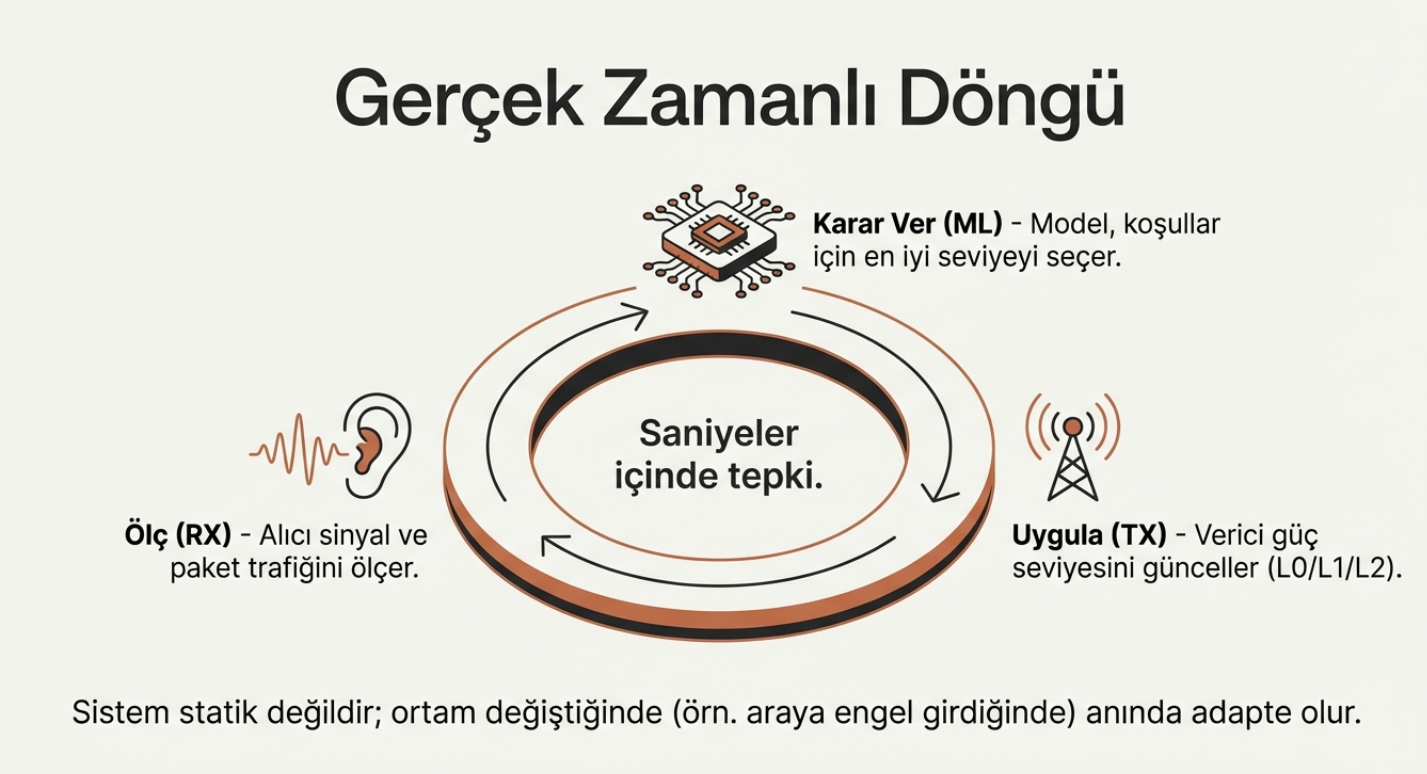 Gerçek Zamanlı Döngü
Karar Ver (ML) - Model, koşullar
için en iyi seviyeyi seçer.
Saniyeler
içinde tepki.
Ölç (RX) - Alıcı sinyal ve
paket trafiğini ölçer.
Uygula (TX) - Verici güç
seviyesini günceller (L0/L1/L2).
Sistem statik değildir; ortam değiştiğinde (örn. araya engel girdiğinde) anında adapte olur.